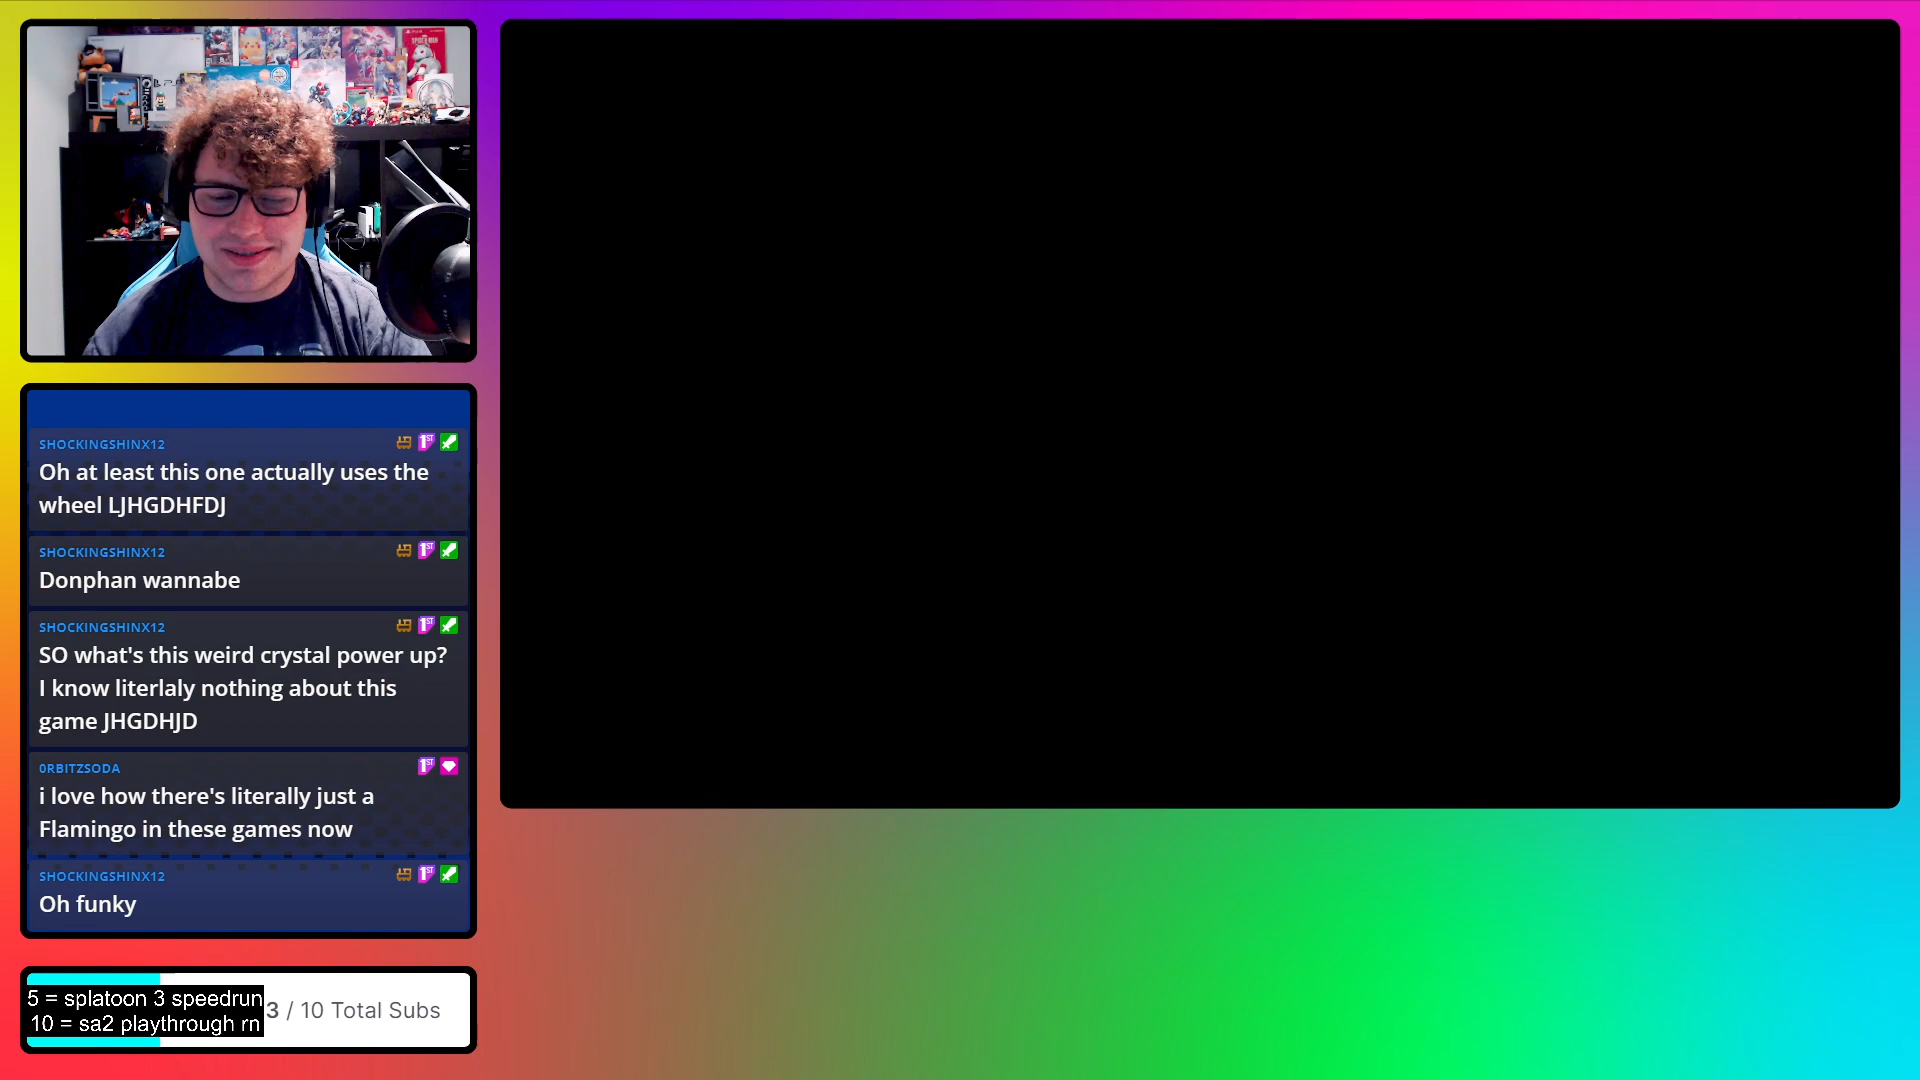 SHOCKINGSHINX12
Oh at least this one actually uses the
wheel LJHGDHFDJ
SHOCKINGSHINX12
Donphan wannabe
SHOCKINGSHINX12
SO what's this weird crystal power up?
I know literlaly nothing about this
game JHGDHJD
0RBITZSODA
i love how there's literally just a
Flamingo in these games now
SHOCKINGSHINX12
Oh funky
5 = splatoon 3 speedrun
10 = sa2 playthrough rn
3 / 10 Total Subs